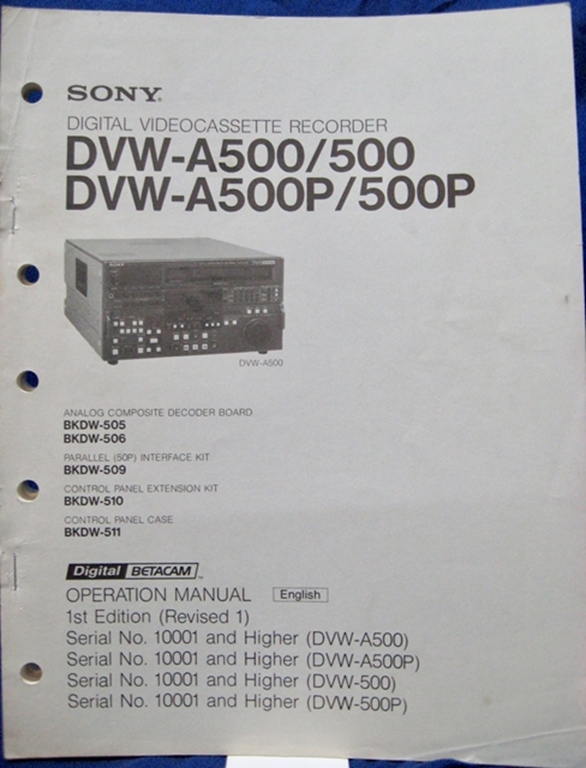 SONY®
DIGITAL VIDEOCASSETTE RECORDER
DVW-A500/500
DVW-A500P/500P
SONY
DVW-A500
ANALOG COMPOSITE DECODER BOARD
BKDW-505
BKDW-506
PARALLEL (50P) INTERFACE KIT
BKDW-509
CONTROL PANEL EXTENSION KIT
BKDW-510
CONTROL PANEL CASE
BKDW-511
Digital BETACAM™
OPERATION MANUAL English
1st Edition (Revised 1)
Serial No. 10001 and Higher (DVW-A500)
Serial No. 10001 and Higher (DVW-A500P)
Serial No. 10001 and Higher (DVW-500)
Serial No. 10001 and Higher (DVW-500P)